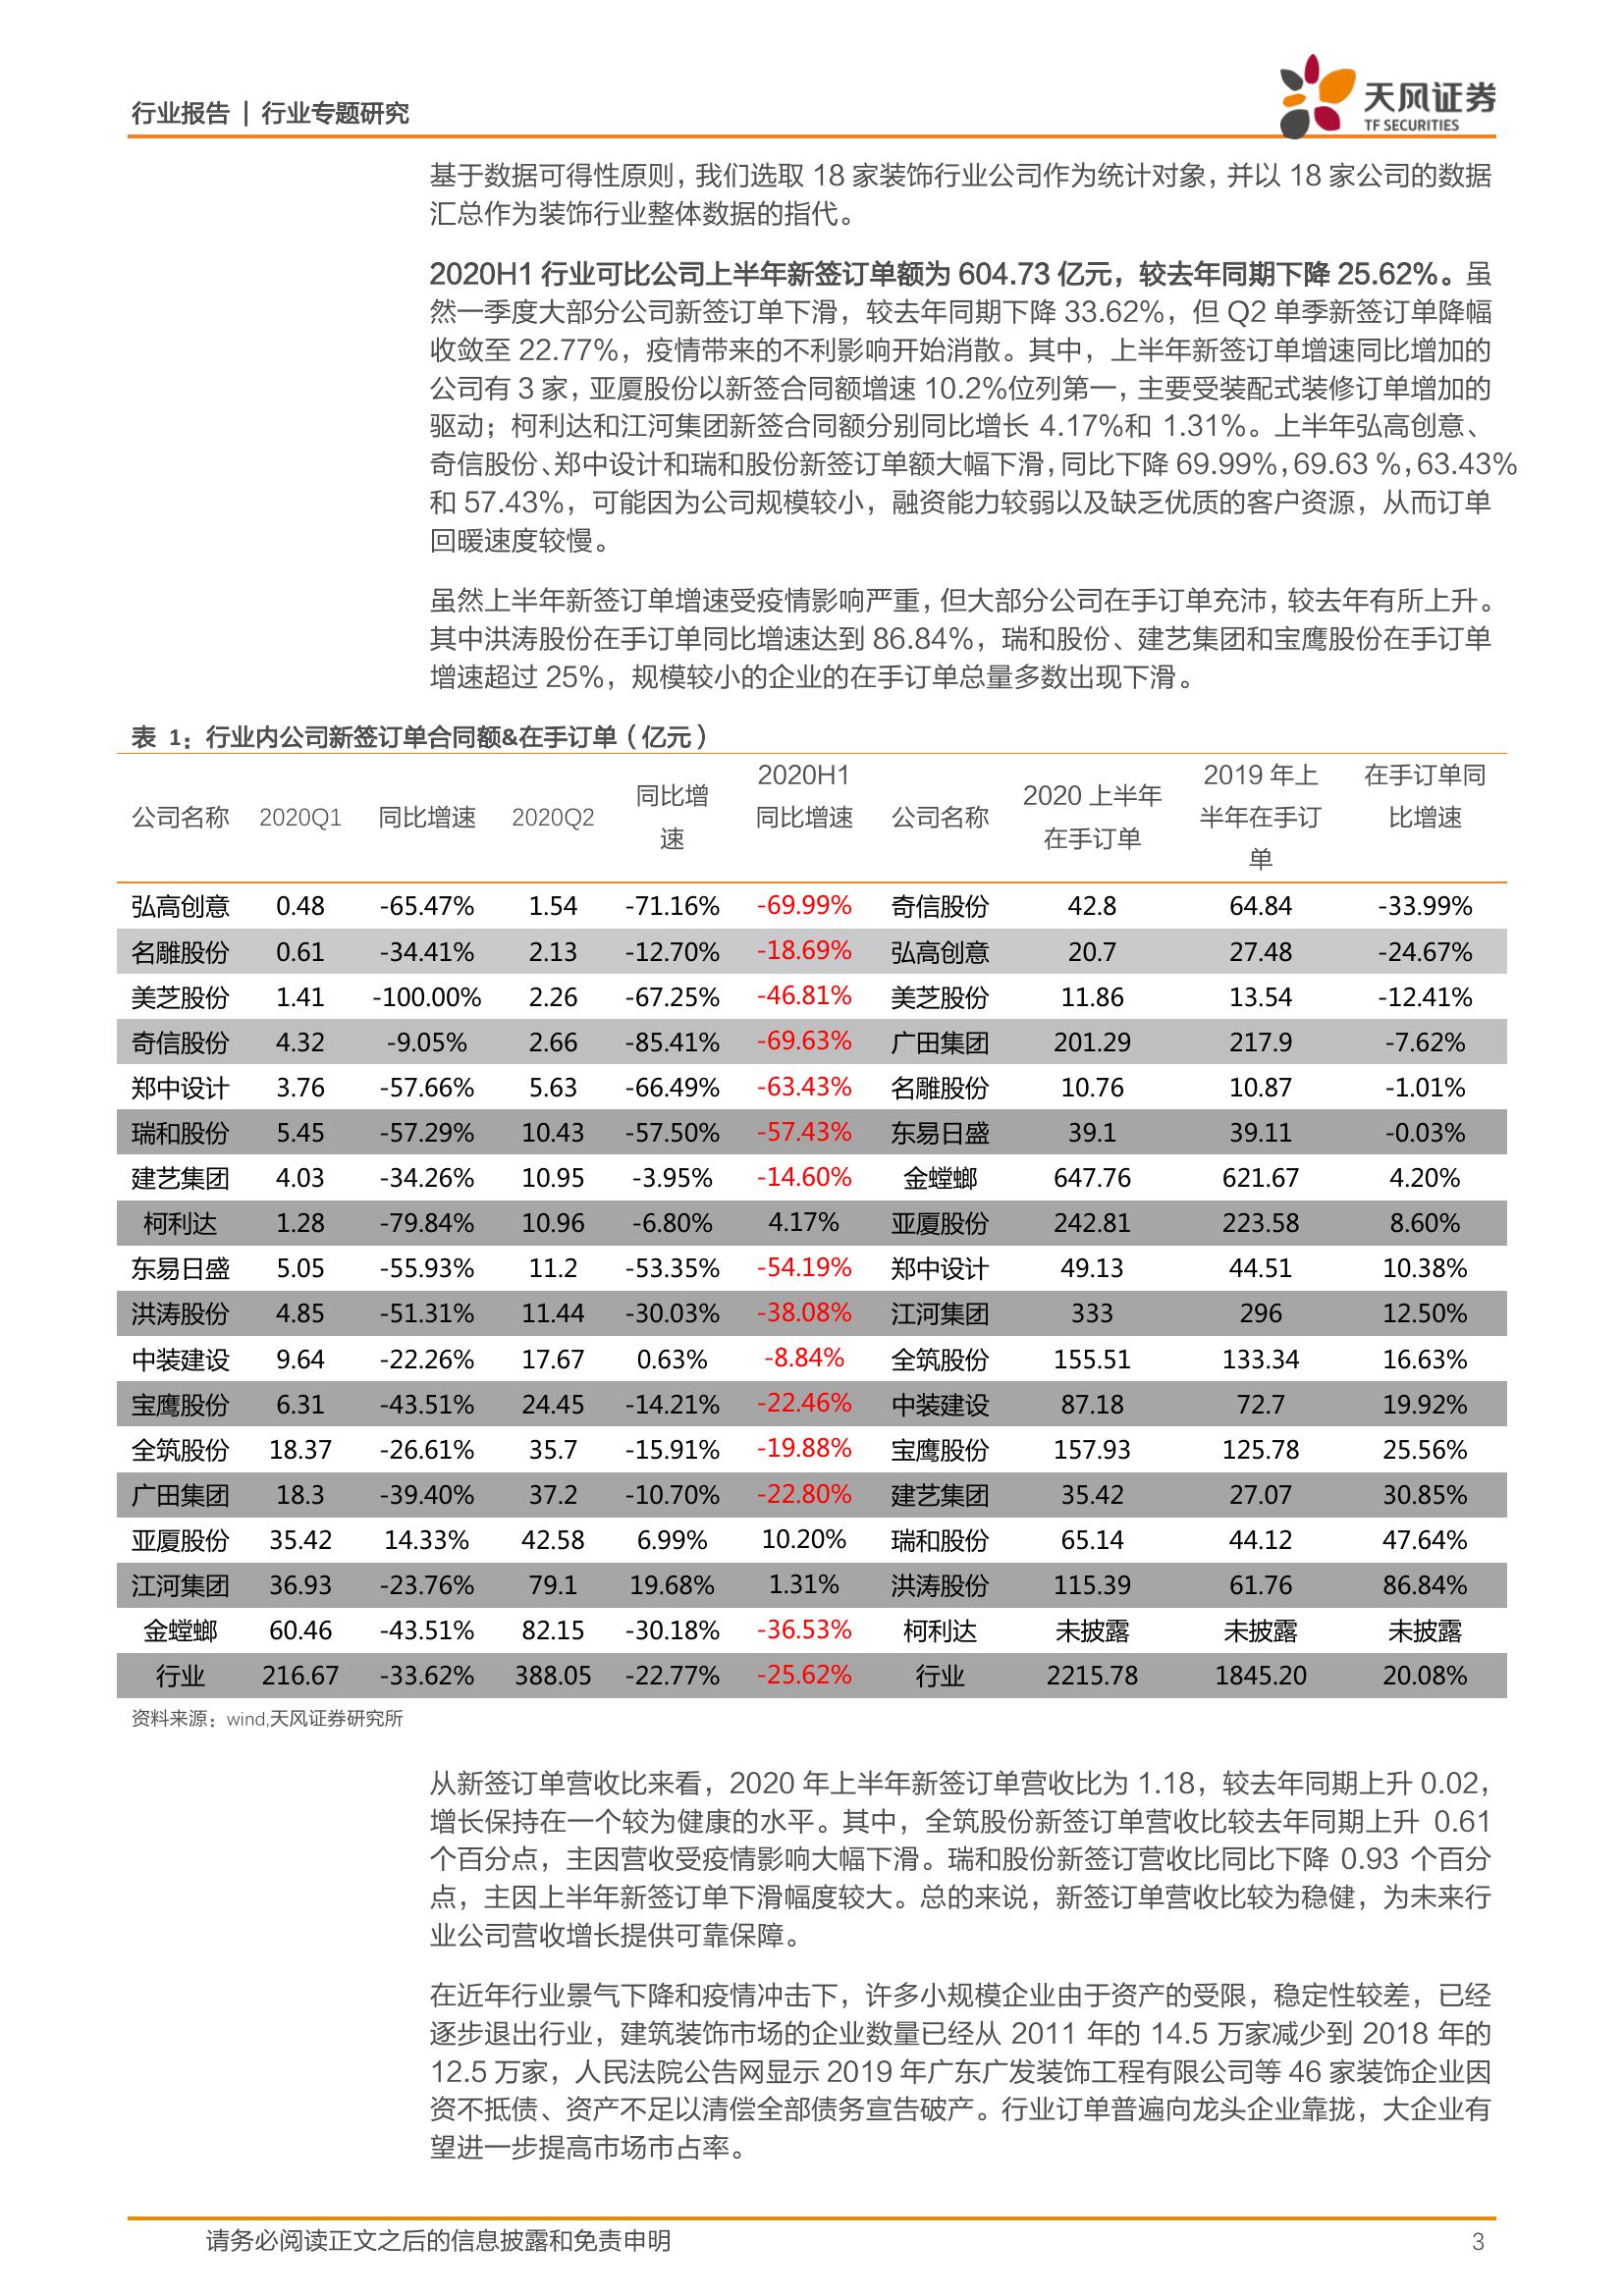 行业报告 | 行业专题研究
天风证券
TF SECURITIES
基于数据可得性原则，我们选取 18 家装饰行业公司作为统计对象，并以 18 家公司的数据
汇总作为装饰行业整体数据的指代。
2020H1 行业可比公司上半年新签订单额为 604.73 亿元，较去年同期下降 25.62%。虽
然一季度大部分公司新签订单下滑，较去年同期下降 33.62%，但 Q2 单季新签订单降幅
收敛至 22.77%，疫情带来的不利影响开始消散。其中，上半年新签订单增速同比增加的
公司有 3 家，亚厦股份以新签合同额增速 10.2%位列第一，主要受装配式装修订单增加的
驱动；柯利达和江河集团新签合同额分别同比增长 4.17%和 1.31%。上半年弘高创意、
奇信股份、郑中设计和瑞和股份新签订单额大幅下滑，同比下降 69.99%，69.63 %，63.43%
和 57.43%，可能因为公司规模较小，融资能力较弱以及缺乏优质的客户资源，从而订单
回暖速度较慢。
虽然上半年新签订单增速受疫情影响严重，但大部分公司在手订单充沛，较去年有所上升。
其中洪涛股份在手订单同比增速达到 86.84%，瑞和股份、建艺集团和宝鹰股份在手订单
增速超过 25%，规模较小的企业的在手订单总量多数出现下滑。
表 1：行业内公司新签订单合同额&在手订单（亿元）
公司名称 2020Q1 同比增速 2020Q2 同比增速 2020H1 同比增速 公司名称 2020 上半年在手订单 2019 年上半年在手订单 在手订单同比增速
弘高创意 0.48 -65.47% 1.54 -71.16% -69.99% 奇信股份 42.8 64.84 -33.99%
名雕股份 0.61 -34.41% 2.13 -12.70% -18.69% 弘高创意 20.7 27.48 -24.67%
美芝股份 1.41 -100.00% 2.26 -67.25% -46.81% 美芝股份 11.86 13.54 -12.41%
奇信股份 4.32 -9.05% 2.66 -85.41% -69.63% 广田集团 201.29 217.9 -7.62%
郑中设计 3.76 -57.66% 5.63 -66.49% -63.43% 名雕股份 10.76 10.87 -1.01%
瑞和股份 5.45 -57.29% 10.43 -57.50% -57.43% 东易日盛 39.1 39.11 -0.03%
建艺集团 4.03 -34.26% 10.95 -3.95% -14.60% 金螳螂 647.76 621.67 4.20%
柯利达 1.28 -79.84% 10.96 -6.80% 4.17% 亚厦股份 242.81 223.58 8.60%
东易日盛 5.05 -55.93% 11.2 -53.35% -54.19% 郑中设计 49.13 44.51 10.38%
洪涛股份 4.85 -51.31% 11.44 -30.03% -38.08% 江河集团 333 296 12.50%
中装建设 9.64 -22.26% 17.67 0.63% -8.84% 全筑股份 155.51 133.34 16.63%
宝鹰股份 6.31 -43.51% 24.45 -14.21% -22.46% 中装建设 87.18 72.7 19.92%
全筑股份 18.37 -26.61% 35.7 -15.91% -19.88% 宝鹰股份 157.93 125.78 25.56%
广田集团 18.3 -39.40% 37.2 -10.70% -22.80% 建艺集团 35.42 27.07 30.85%
亚厦股份 35.42 14.33% 42.58 6.99% 10.20% 瑞和股份 65.14 44.12 47.64%
江河集团 36.93 -23.76% 79.1 19.68% 1.31% 洪涛股份 115.39 61.76 86.84%
金螳螂 60.46 -43.51% 82.15 -30.18% -36.53% 柯利达 未披露 未披露 未披露
行业 216.67 -33.62% 388.05 -22.77% -25.62% 行业 2215.78 1845.20 20.08%
资料来源：wind,天风证券研究所
从新签订单营收比来看，2020 年上半年新签订单营收比为 1.18，较去年同期上升 0.02，
增长保持在一个较为健康的水平。其中，全筑股份新签订单营收比较去年同期上升 0.61
个百分点，主因营收受疫情影响大幅下滑。瑞和股份新签订营收比同比下降 0.93 个百分
点，主因上半年新签订单下滑幅度较大。总的来说，新签订单营收比较为稳健，为未来行
业公司营收增长提供可靠保障。
在近年行业景气下降和疫情冲击下，许多小规模企业由于资产的受限，稳定性较差，已经
逐步退出行业，建筑装饰市场的企业数量已经从 2011 年的 14.5 万家减少到 2018 年的
12.5 万家，人民法院公告网显示 2019 年广东广发装饰工程有限公司等 46 家装饰企业因
资不抵债、资产不足以清偿全部债务宣告破产。行业订单普遍向龙头企业靠拢，大企业有
望进一步提高市场市占率。
请务必阅读正文之后的信息披露和免责申明
3